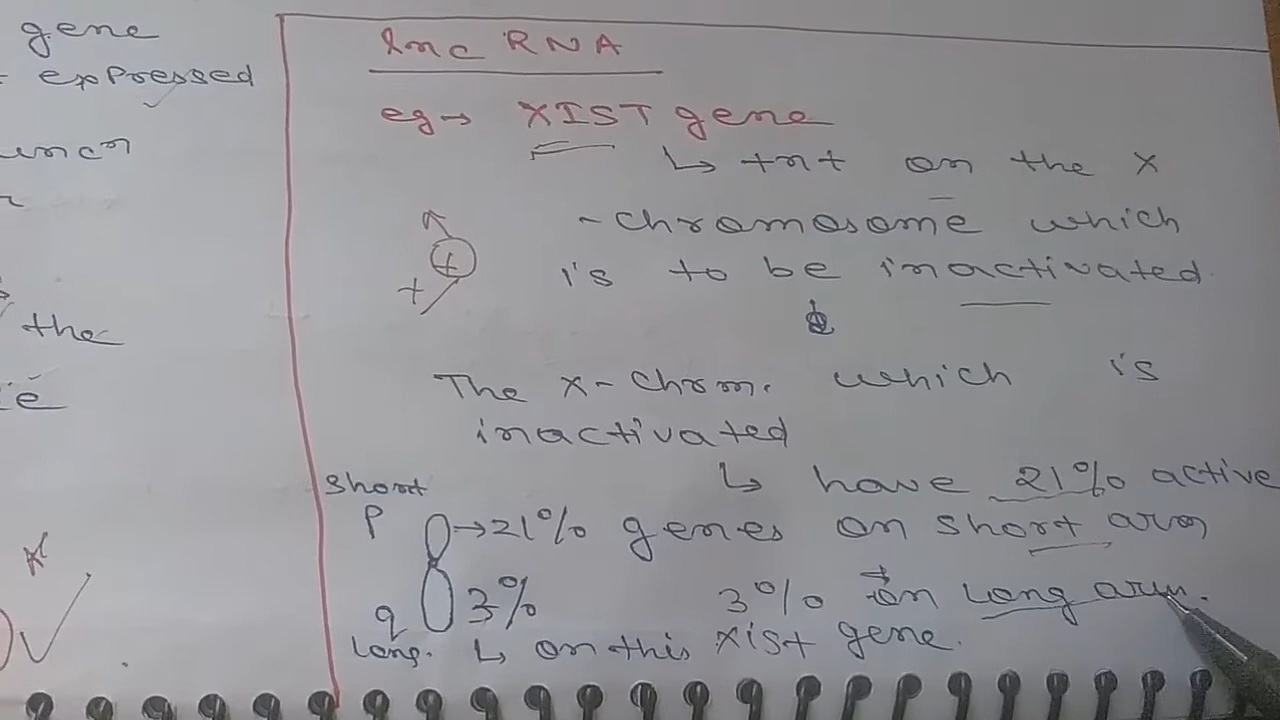 gene
expressed
the
lnc RNA
eg → XIST gene
↳ +nt on the X
- Chromosome which
is to be inactivated.
The X-Chrom. which is
inactivated
↳ have 21% active
short
P → 21% genes on short arm
q 3% 3% on long arm.
Long. ↳ on this Xist gene.